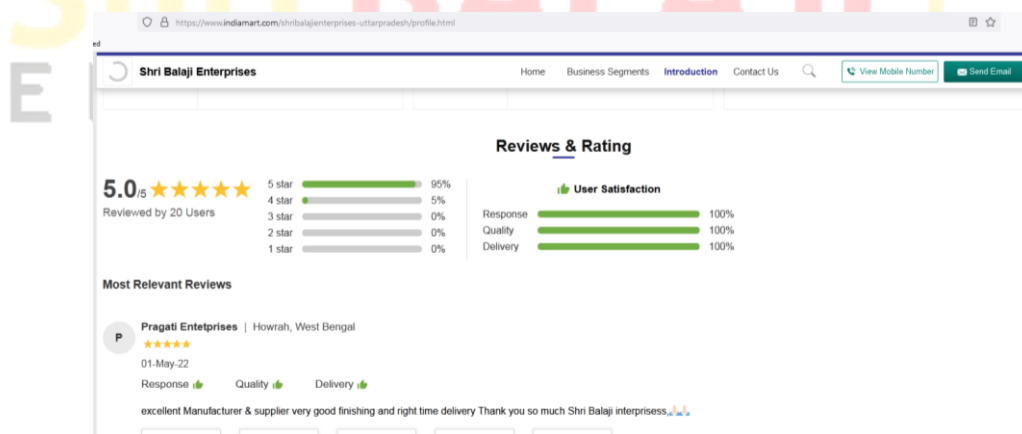 SHRI BALAJI
https://www.indiamart.com/shribalajienterprises-uttarpradesh/profile.html
ed
E
Shri Balaji Enterprises
Home Business Segments Introduction Contact Us View Mobile Number Send Email
Reviews & Rating
5.0/5
Reviewed by 20 Users
5 star 95%
4 star 5%
3 star 0%
2 star 0%
1 star 0%
User Satisfaction
Response 100%
Quality 100%
Delivery 100%
Most Relevant Reviews
P
Pragati Entetprises | Howrah, West Bengal
01-May-22
Response Quality Delivery
excellent Manufacturer & supplier very good finishing and right time delivery Thank you so much Shri Balaji interprisess,🙏🙏